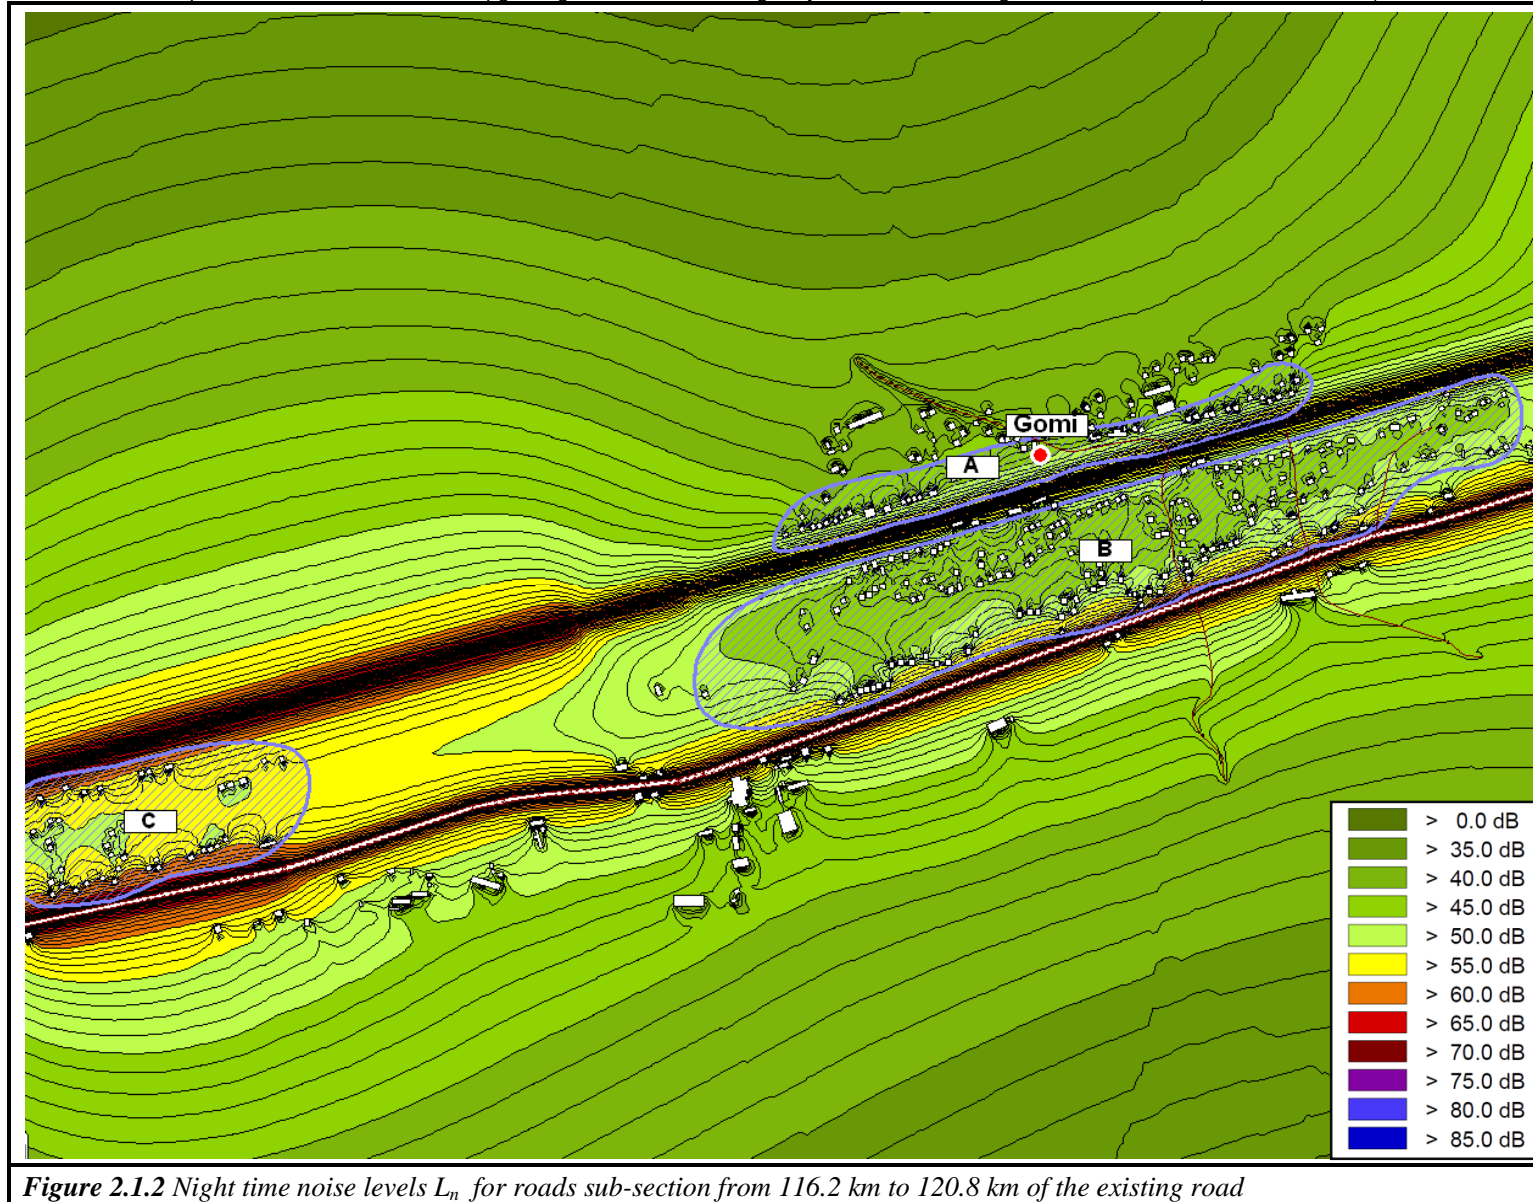 Gomi
A
B
C
> 0.0 dB
> 35.0 dB
> 40.0 dB
> 45.0 dB
> 50.0 dB
> 55.0 dB
> 60.0 dB
> 65.0 dB
> 70.0 dB
> 75.0 dB
> 80.0 dB
> 85.0 dB
Figure 2.1.2 Night time noise levels Ln for roads sub-section from 116.2 km to 120.8 km of the existing road